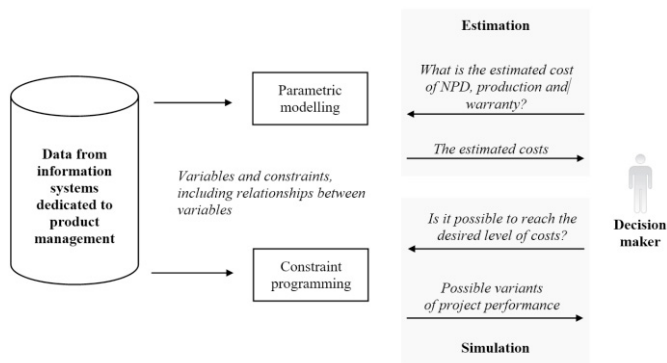 Estimation
What is the estimated cost
of NPD, production and
warranty?
Parametric
modelling
The estimated costs
Data from
information
systems
dedicated to
product
management
Variables and constraints,
including relationships between
variables
Decision
maker
Is it possible to reach the
desired level of costs?
Constraint
programming
Possible variants
of project performance
Simulation